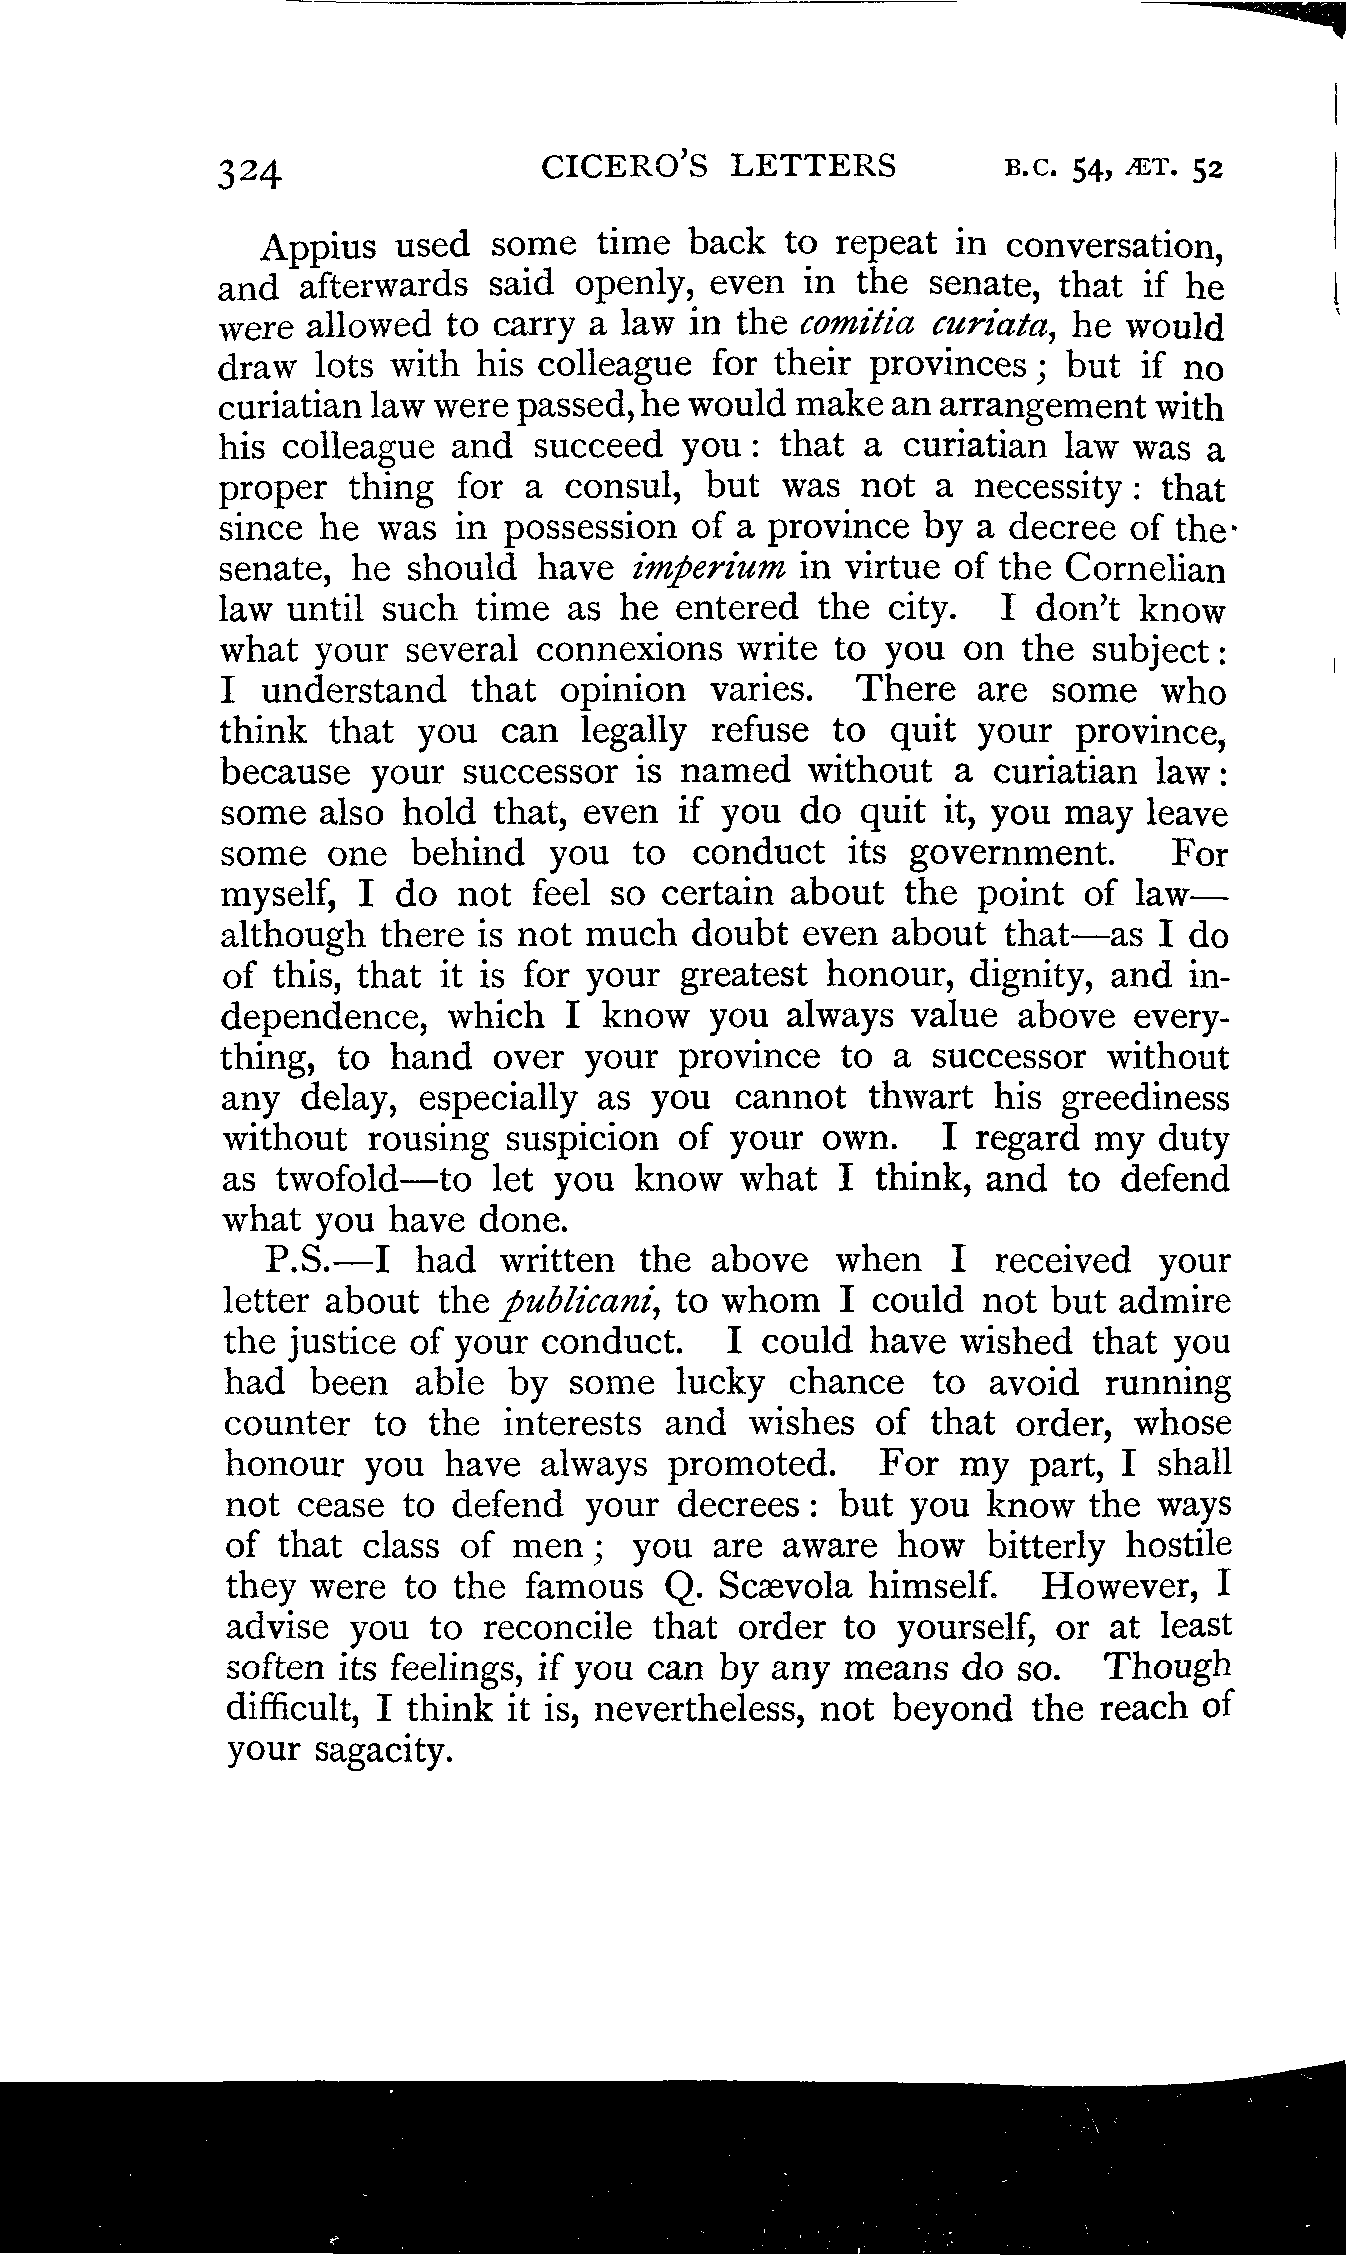 324 CICERO'S LETTERS B.C. 54, ÆT. 52
Appius used some time back to repeat in conversation,
and afterwards said openly, even in the senate, that if he
were allowed to carry a law in the comitia curiata, he would
draw lots with his colleague for their provinces; but if no
curiatian law were passed, he would make an arrangement with
his colleague and succeed you: that a curiatian law was a
proper thing for a consul, but was not a necessity: that
since he was in possession of a province by a decree of the
senate, he should have imperium in virtue of the Cornelian
law until such time as he entered the city. I don't know
what your several connexions write to you on the subject:
I understand that opinion varies. There are some who
think that you can legally refuse to quit your province,
because your successor is named without a curiatian law:
some also hold that, even if you do quit it, you may leave
some one behind you to conduct its government. For
myself, I do not feel so certain about the point of law—
although there is not much doubt even about that—as I do
of this, that it is for your greatest honour, dignity, and in-
dependence, which I know you always value above every-
thing, to hand over your province to a successor without
any delay, especially as you cannot thwart his greediness
without rousing suspicion of your own. I regard my duty
as twofold—to let you know what I think, and to defend
what you have done.
P.S.—I had written the above when I received your
letter about the publicani, to whom I could not but admire
the justice of your conduct. I could have wished that you
had been able by some lucky chance to avoid running
counter to the interests and wishes of that order, whose
honour you have always promoted. For my part, I shall
not cease to defend your decrees: but you know the ways
of that class of men; you are aware how bitterly hostile
they were to the famous Q. Scævola himself. However, I
advise you to reconcile that order to yourself, or at least
soften its feelings, if you can by any means do so. Though
difficult, I think it is, nevertheless, not beyond the reach of
your sagacity.